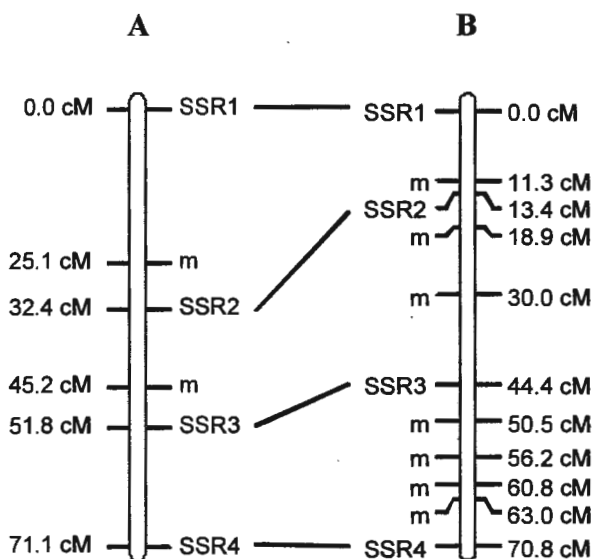 A
B
0.0 cM SSR1
SSR1 0.0 cM
m 11.3 cM
SSR2 13.4 cM
m 18.9 cM
25.1 cM m
m 30.0 cM
32.4 cM SSR2
45.2 cM m
SSR3 44.4 cM
51.8 cM SSR3
m 50.5 cM
m 56.2 cM
m 60.8 cM
m 63.0 cM
71.1 cM SSR4
SSR4 70.8 cM